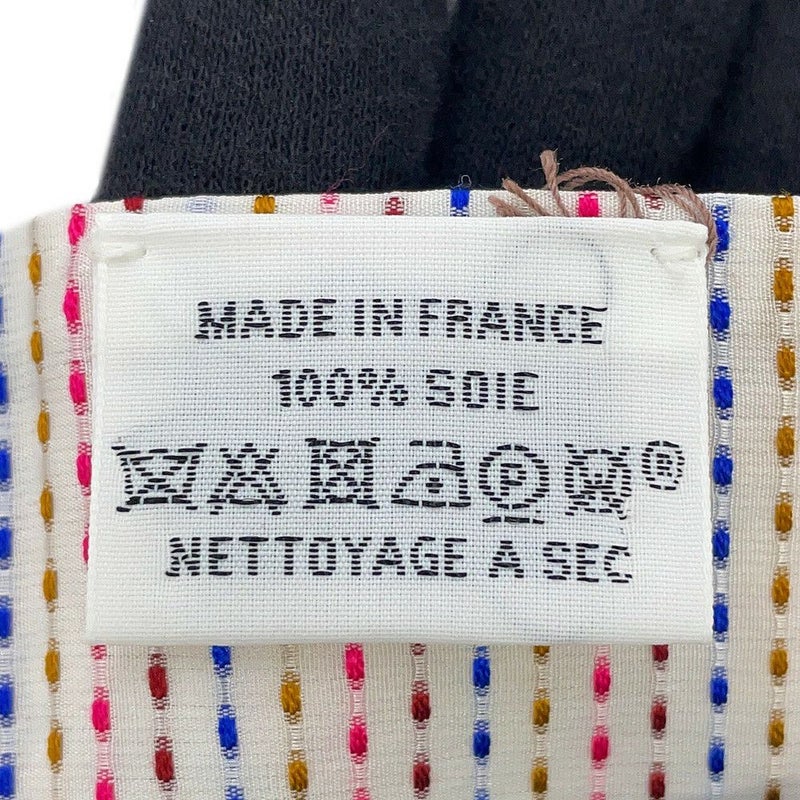 MADE IN FRANCE
100% SOIE
P W ®
NETTOYAGE A SEC